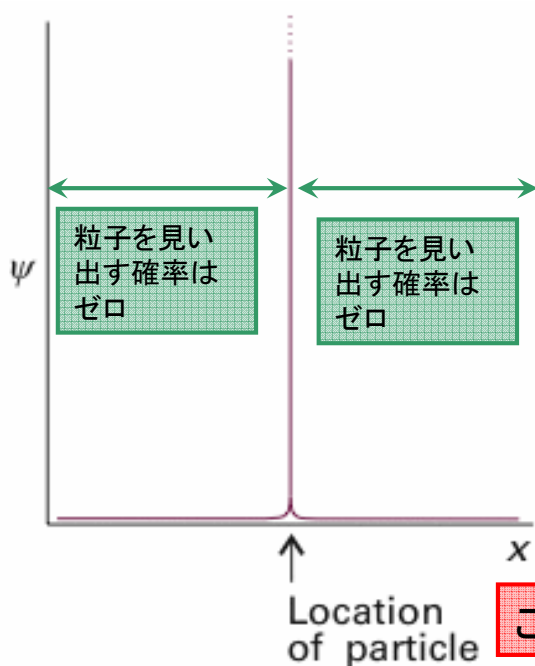 粒子を見い
出す確率は
ゼロ
粒子を見い
出す確率は
ゼロ
ψ
x
Location
of particle